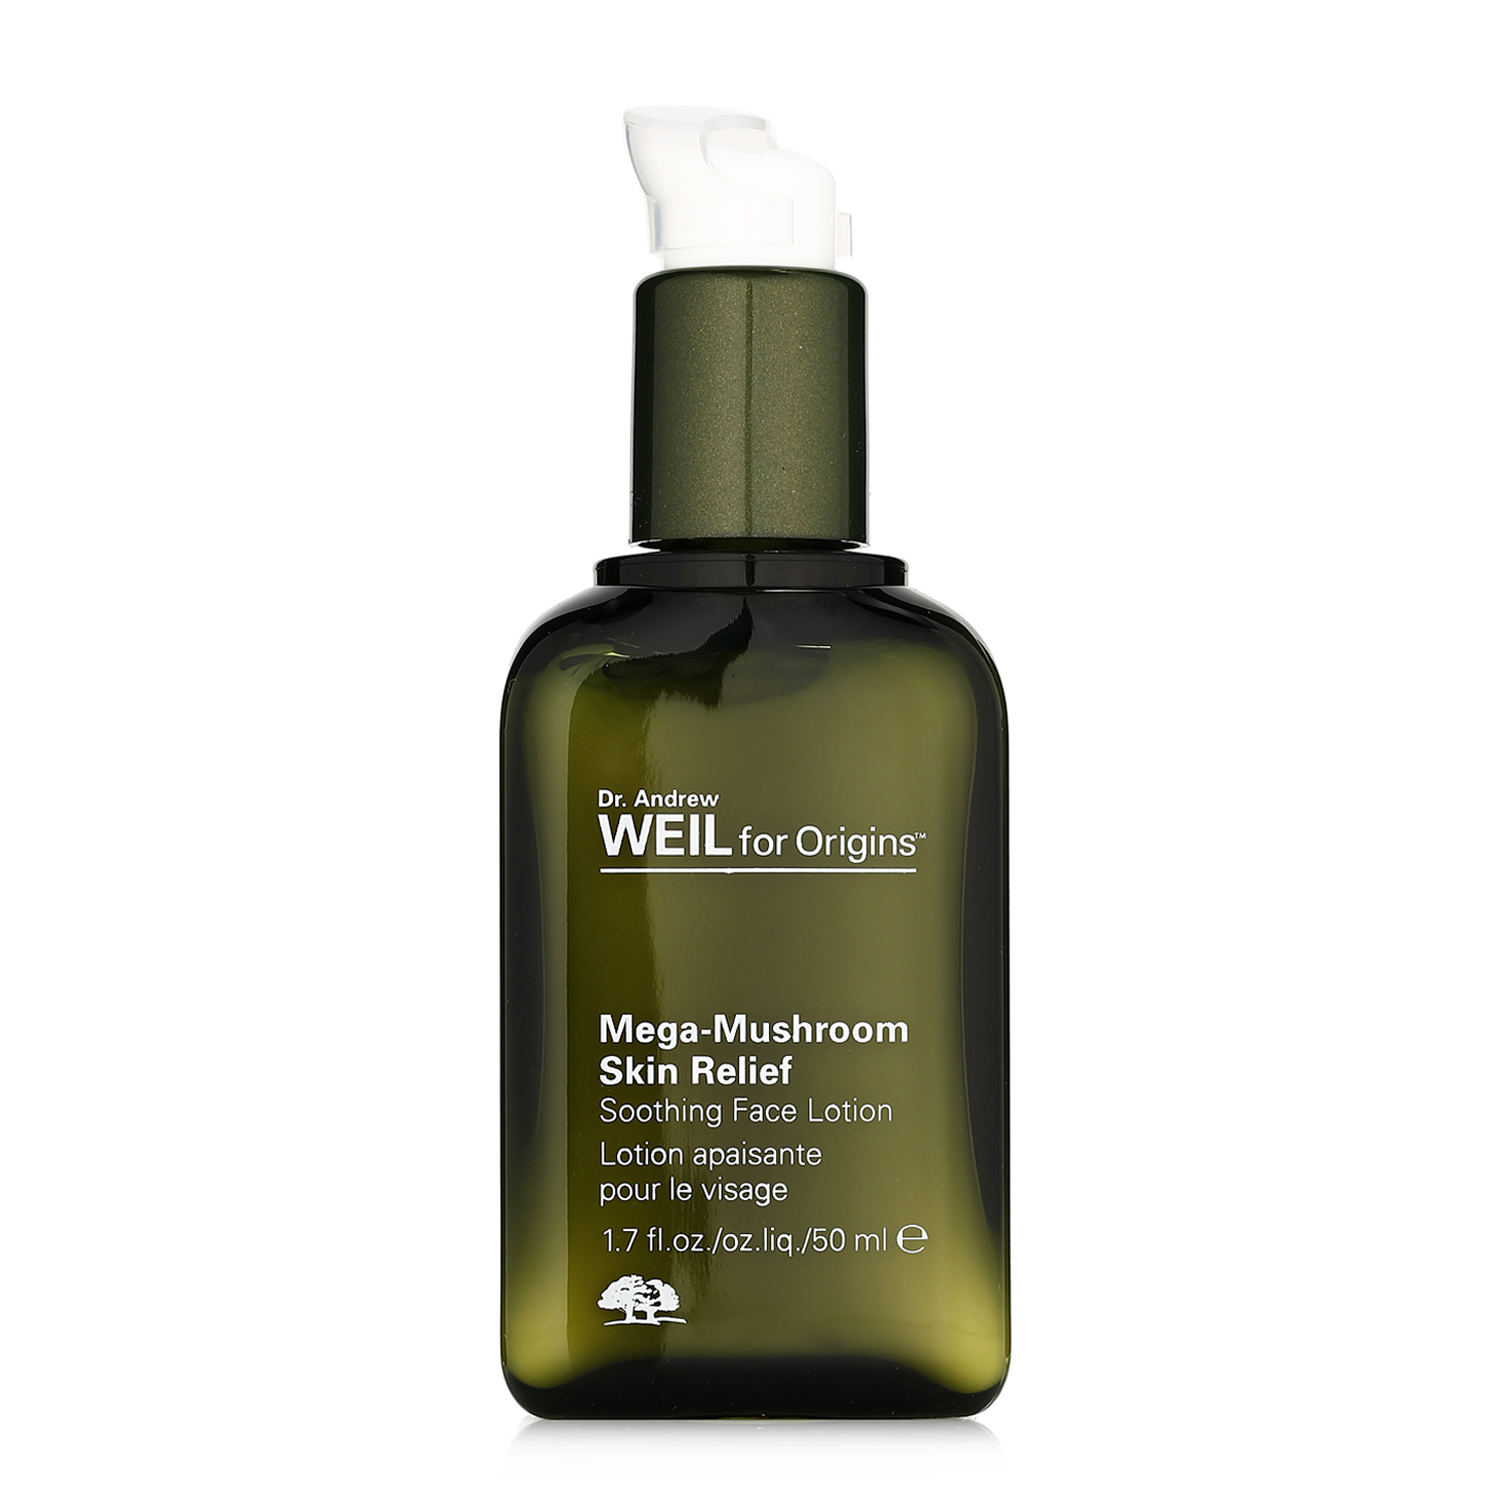 Dr. Andrew
WEIL for Origins™
Mega-Mushroom
Skin Relief
Soothing Face Lotion
Lotion apaisante
pour le visage
1.7 fl.oz./oz.liq./50 ml ℮